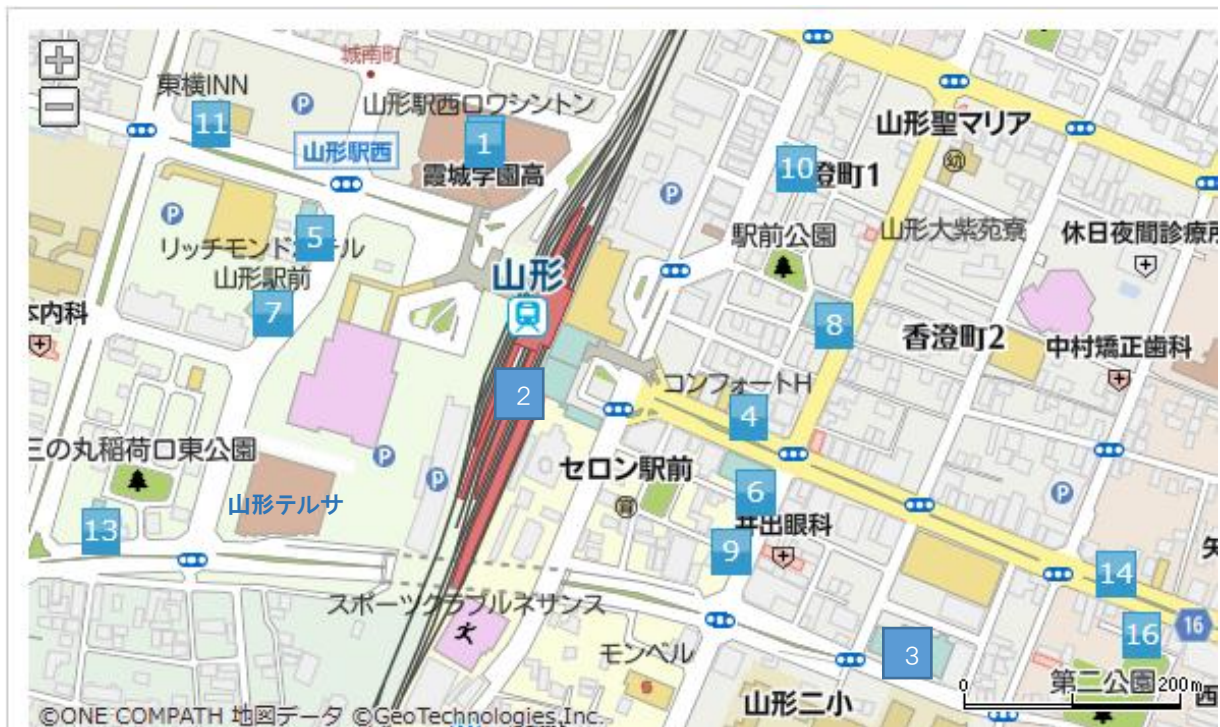 城南町
東横INN
11
P
山形駅西口ワシントン
1
山形駅西
霞城学園高
山形聖マリア
幼
10
澄町1
P
P
5
リッチモンドホテル
山形駅前
7
駅前公園
山形大紫苑寮
休日夜間診療所
山形
8
香澄町2
中村矯正歯科
本内科
コンフォートH
2
4
三の丸稲荷口東公園
P
P
セロン駅前
6
P
山形テルサ
13
井出眼科
9
14
矢
スポーツクラブルネサンス
モンベル
3
16
16
第二公園
0
200m
山形二小
西
©ONE COMPATH 地図データ ©GeoTechnologies,Inc.